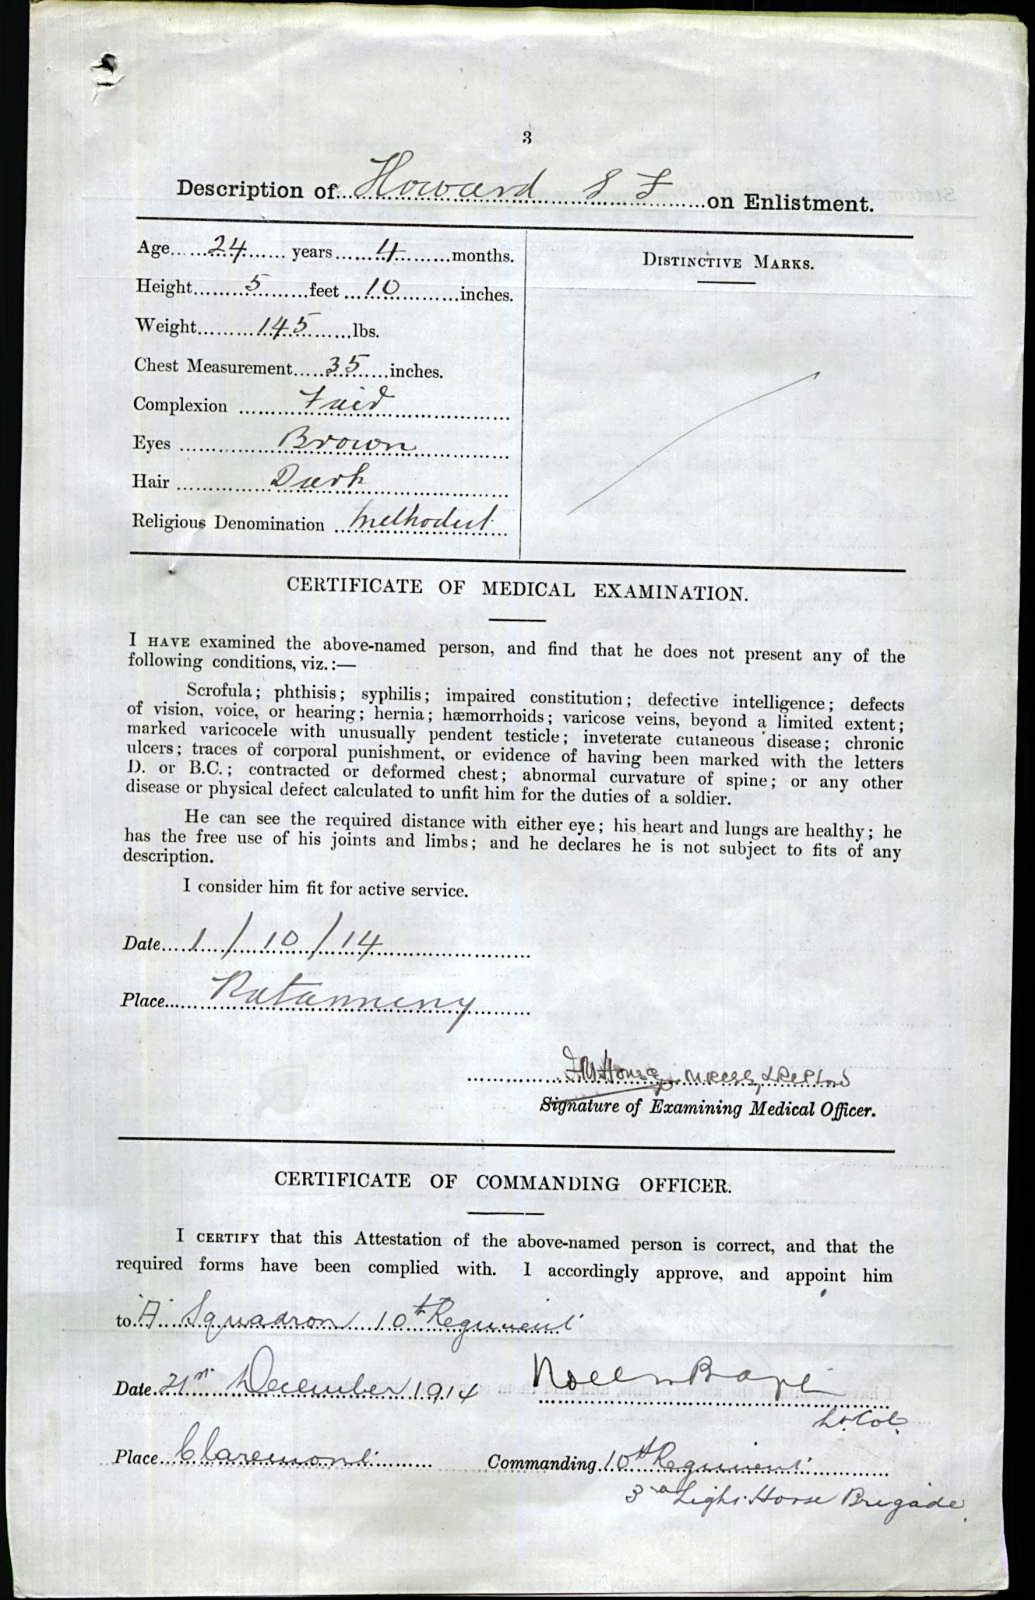 3
Description of Howard S F on Enlistment.
Age 24 years 4 months.
Height 5 feet 10 inches.
Weight 145 lbs.
Chest Measurement 35 inches.
Complexion Fair
Eyes Brown
Hair Dark
Religious Denomination Methodist
DISTINCTIVE MARKS.
CERTIFICATE OF MEDICAL EXAMINATION.
I HAVE examined the above-named person, and find that he does not present any of the
following conditions, viz.:—
Scrofula; phthisis; syphilis; impaired constitution; defective intelligence; defects
of vision, voice, or hearing; hernia; hæmorrhoids; varicose veins, beyond a limited extent;
marked varicocele with unusually pendent testicle; inveterate cutaneous disease; chronic
ulcers; traces of corporal punishment, or evidence of having been marked with the letters
D. or B.C.; contracted or deformed chest; abnormal curvature of spine; or any other
disease or physical defect calculated to unfit him for the duties of a soldier.
He can see the required distance with either eye; his heart and lungs are healthy; he
has the free use of his joints and limbs; and he declares he is not subject to fits of any
description.
I consider him fit for active service.
Date 1/10/14
Place Katanning
House
Signature of Examining Medical Officer.
CERTIFICATE OF COMMANDING OFFICER.
I CERTIFY that this Attestation of the above-named person is correct, and that the
required forms have been complied with. I accordingly approve, and appoint him
to "A" Squadron 10th Regiment
Date 21st December 1914
Lt Col
Place Claremont
Commanding 10th Regiment
3rd Light Horse Brigade